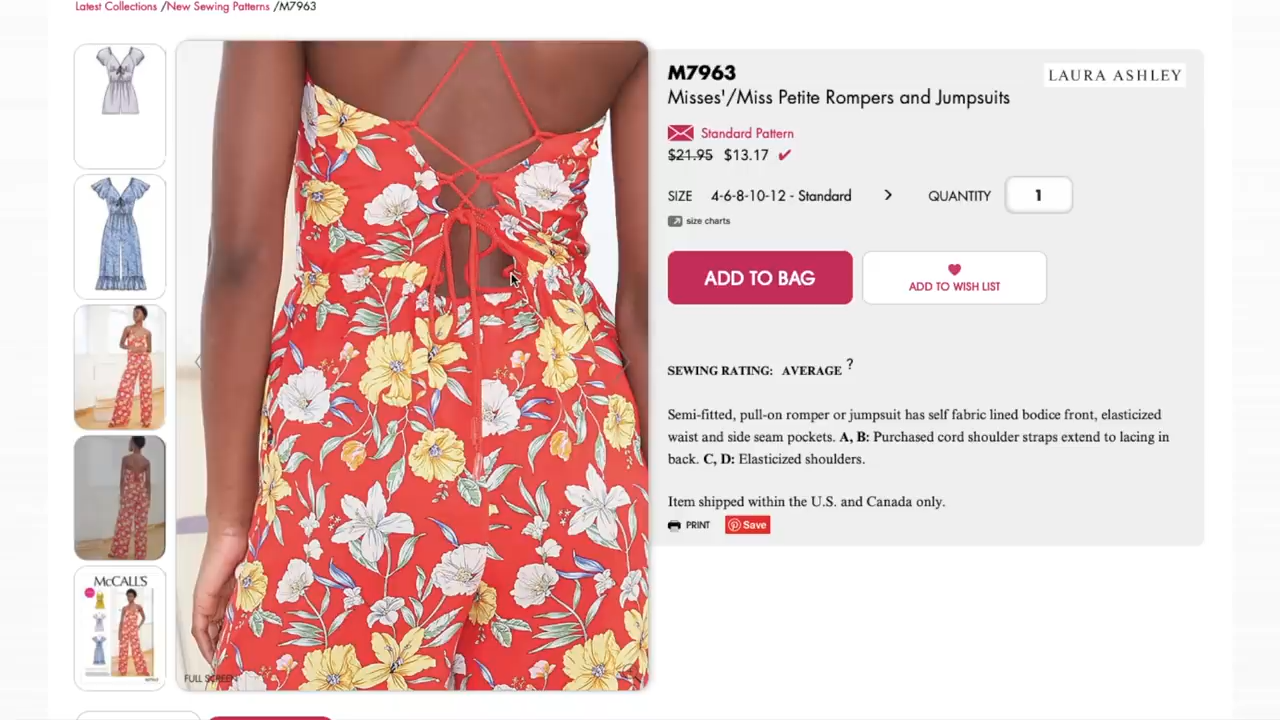 Latest Collections /New Sewing Patterns /M7963
M7963
LAURA ASHLEY
Misses'/Miss Petite Rompers and Jumpsuits
Standard Pattern
$21.95 $13.17
SIZE 4-6-8-10-12 - Standard > QUANTITY 1
size charts
ADD TO BAG
ADD TO WISH LIST
SEWING RATING: AVERAGE ?
Semi-fitted, pull-on romper or jumpsuit has self fabric lined bodice front, elasticized
waist and side seam pockets. A, B: Purchased cord shoulder straps extend to lacing in
back. C, D: Elasticized shoulders.
Item shipped within the U.S. and Canada only.
PRINT Save
McCALL'S
FULL SCREEN